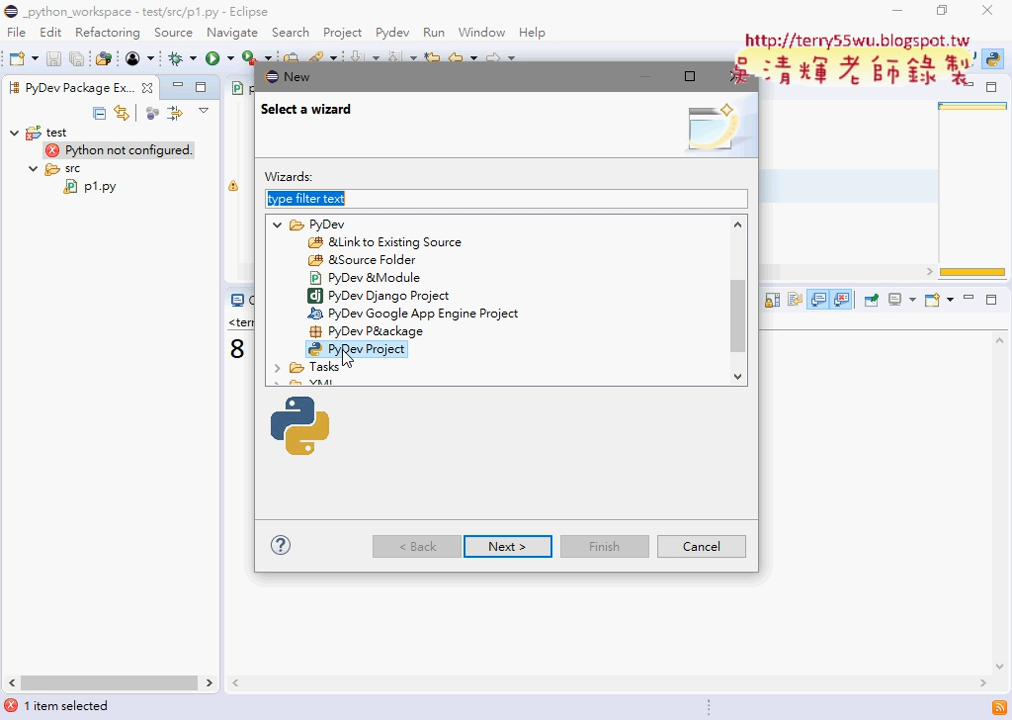 _python_workspace - test/src/p1.py - Eclipse
File Edit Refactoring Source Navigate Search Project Pydev Run Window Help
http://terry55wu.blogspot.tw
吳清輝老師錄製
PyDev Package Ex...
New
Select a wizard
test
Python not configured.
src
p1.py
Wizards:
type filter text
PyDev
&Link to Existing Source
&Source Folder
PyDev &Module
PyDev Django Project
PyDev Google App Engine Project
PyDev P&ackage
PyDev Project
Tasks
XML
<terr
8
< Back
Next >
Finish
Cancel
1 item selected